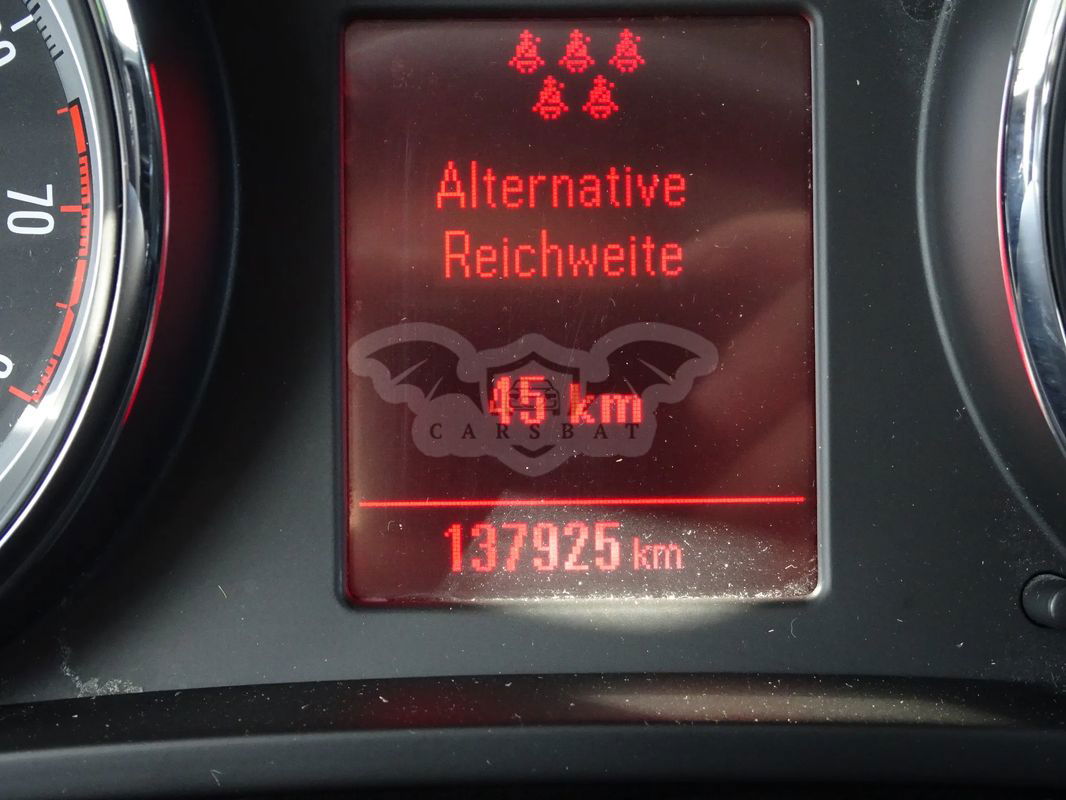 70
Alternative
Reichweite
45 km
CARSBAT
137925 km